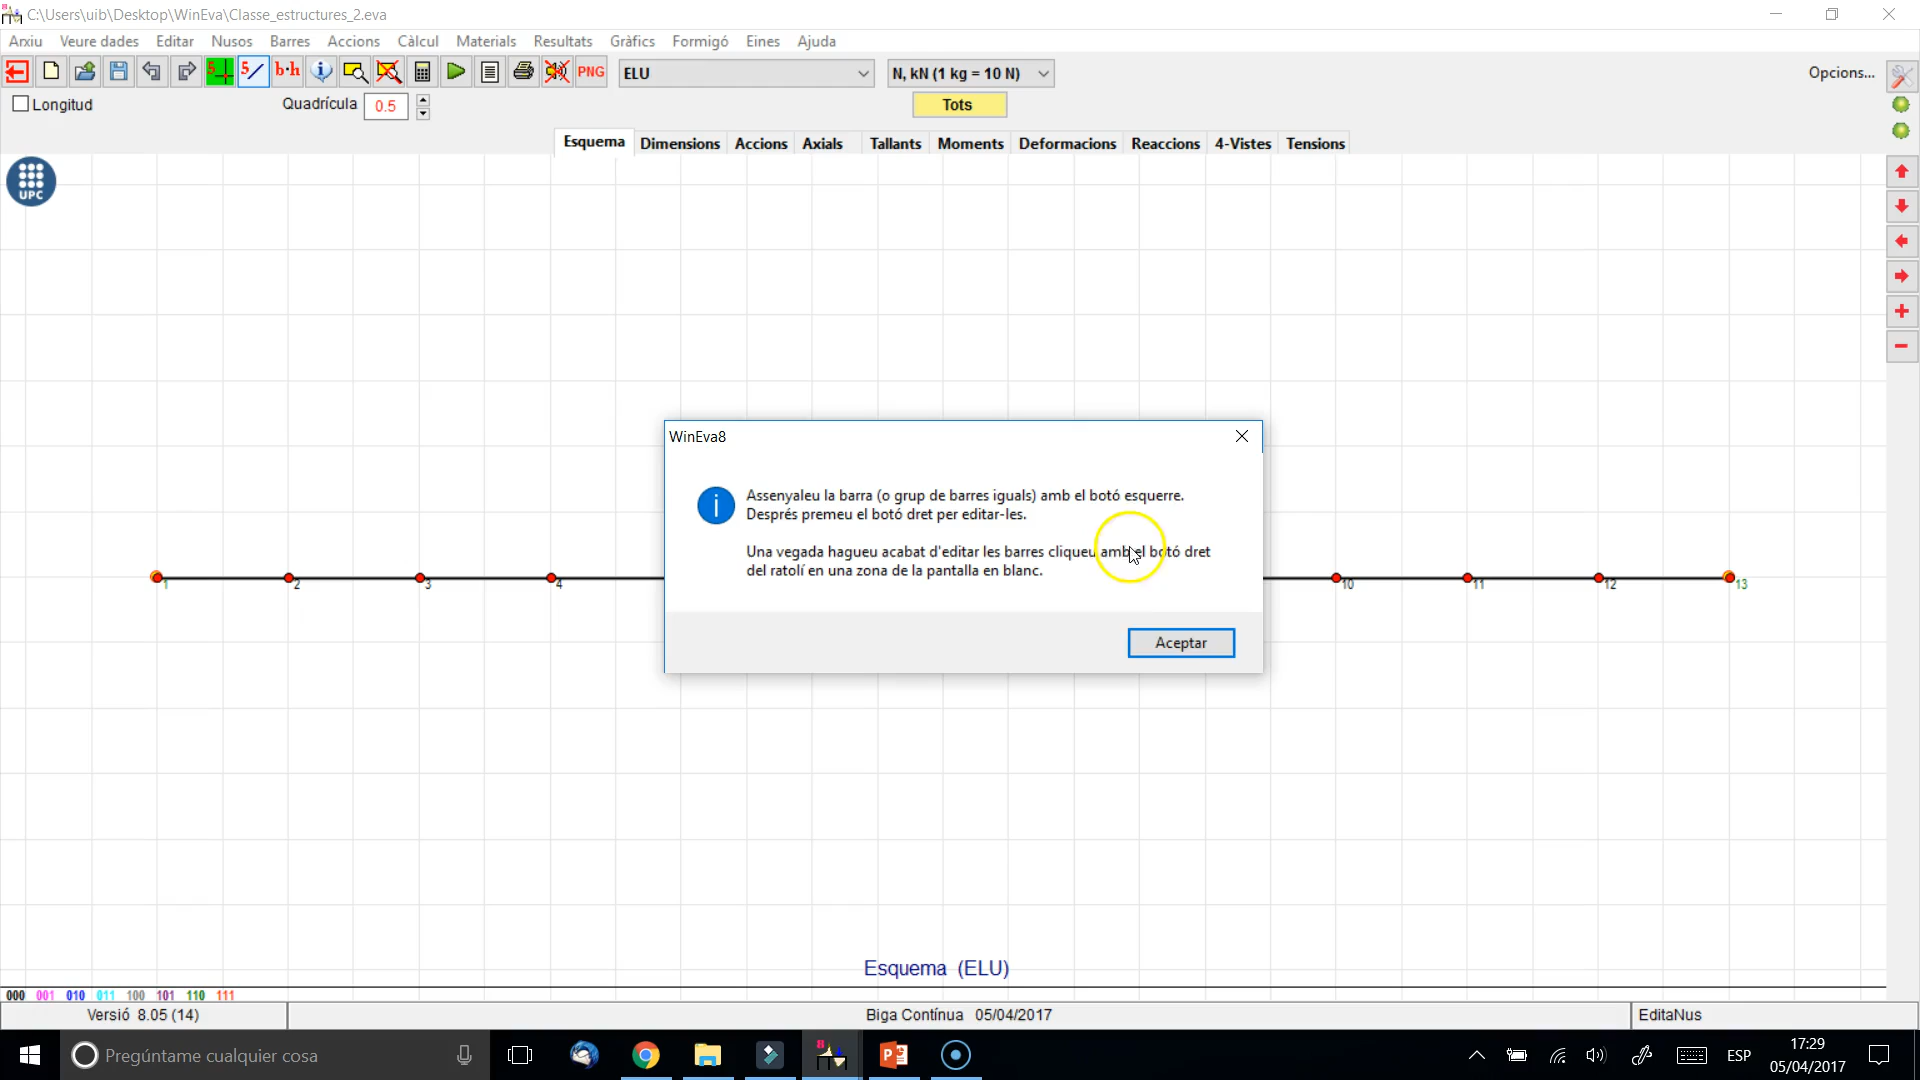 C:\Users\uib\Desktop\WinEva\Classe_estructures_2.eva
Arxiu Veure dades Editar Nusos Barres Accions Càlcul Materials Resultats Gràfics Formigó Eines Ajuda
5 5 b·h PNG ELU N, kN (1 kg = 10 N) Opcions...
Longitud Quadrícula 0.5 Tots
Esquema Dimensions Accions Axials Tallants Moments Deformacions Reaccions 4-Vistes Tensions
UPC
WinEva8
Assenyaleu la barra (o grup de barres iguals) amb el botó esquerre.
Després premeu el botó dret per editar-les.
Una vegada hagueu acabat d'editar les barres cliqueu amb el botó dret
del ratolí en una zona de la pantalla en blanc.
1 2 3 4 10 11 12 13
Aceptar
Esquema (ELU)
000 001 010 011 100 101 110 111
Versió 8.05 (14) Biga Contínua 05/04/2017 EditaNus
Pregúntame cualquier cosa ESP 17:29
05/04/2017